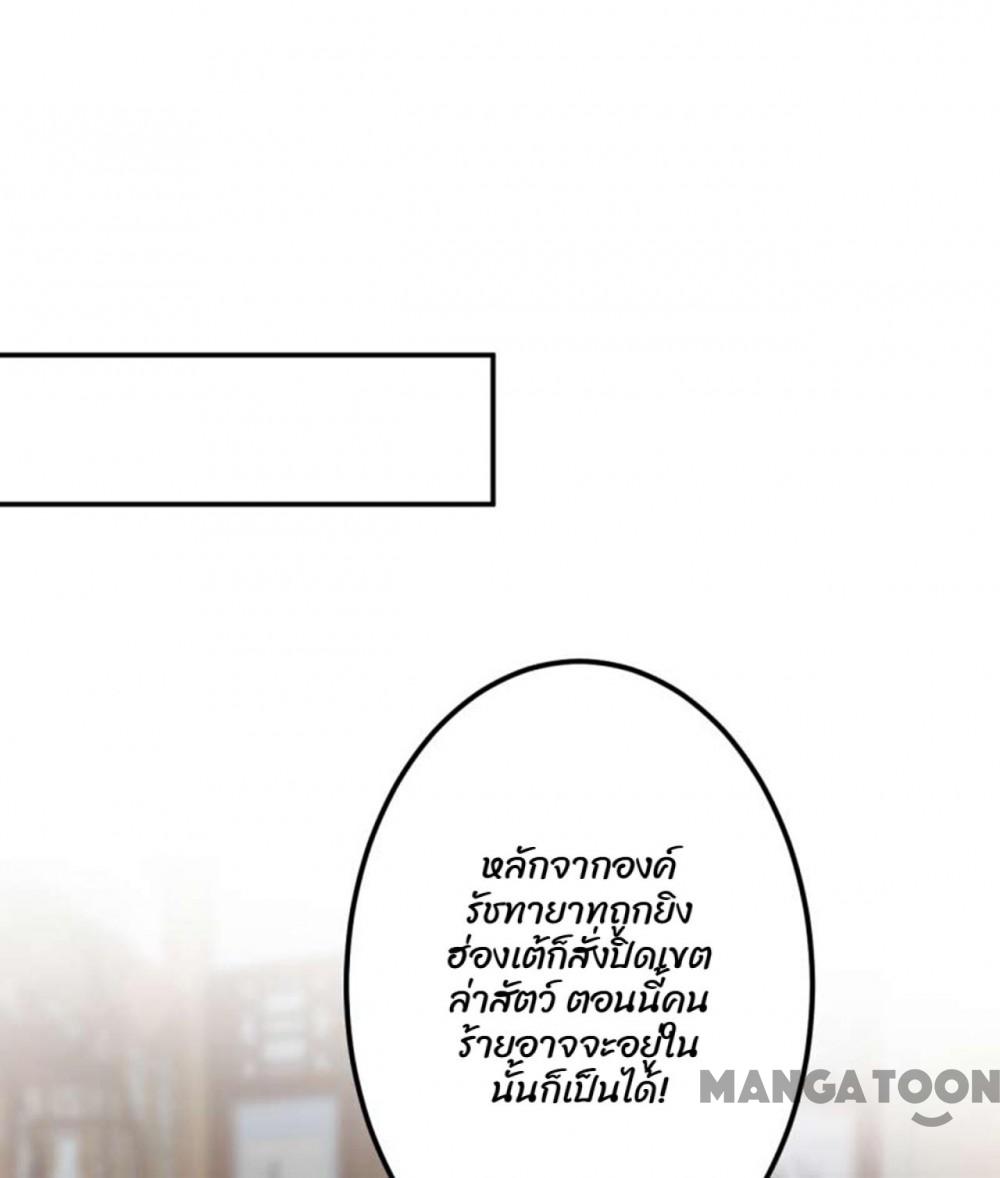 หลักจากองค์
รัชทายาทถูกยิง
ฮ่องเต้ก็สั่งปิดเขต
ล่าสัตว์ ตอนนี้คน
ร้ายอาจจะอยู่ใน
นั้นก็เป็นได้!
MANGATOON